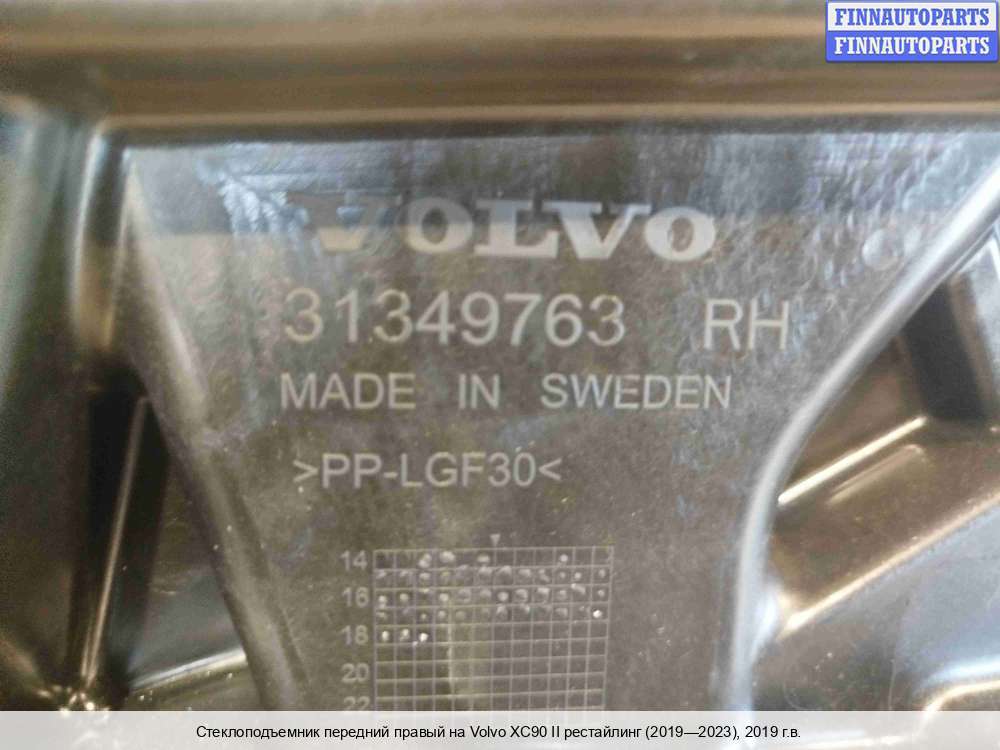 FINNAUTOPARTS
FINNAUTOPARTS
VOLVO
31349763 RH
MADE IN SWEDEN
>PP-LGF30<
14
16
18
20
22
Стеклоподъемник передний правый на Volvo XC90 II рестайлинг (2019—2023), 2019 г.в.